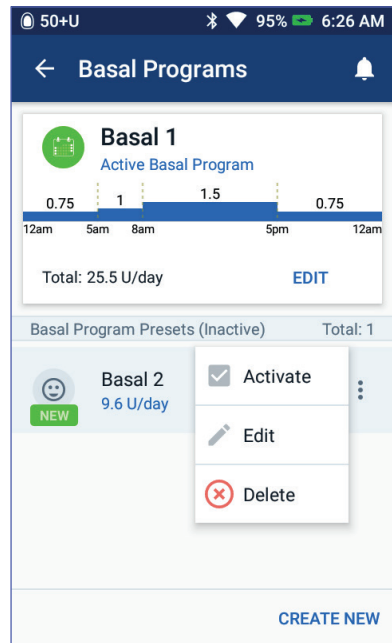 50+U 95% 6:26 AM
Basal Programs
Basal 1
Active Basal Program
0.75 1 1.5 0.75
12am 5am 8am 5pm 12am
Total: 25.5 U/day EDIT
Basal Program Presets (Inactive) Total: 1
Basal 2
9.6 U/day
NEW
Activate
Edit
Delete
CREATE NEW